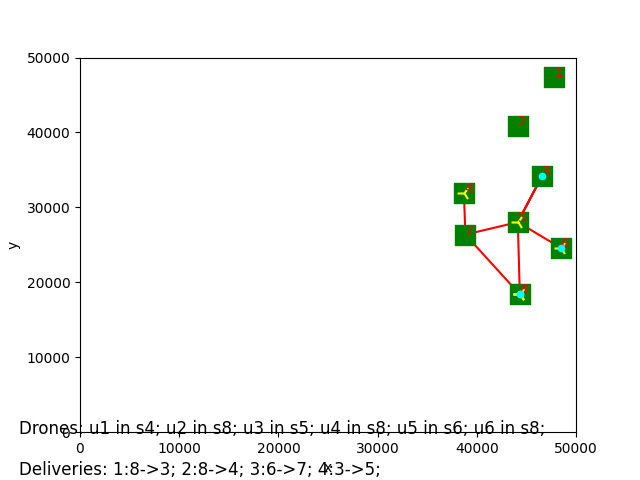 50000
40000
30000
20000
10000
0
y
0 10000 20000 30000 40000 50000
x
Drones: u1 in s4; u2 in s8; u3 in s5; u4 in s8; u5 in s6; u6 in s8;
Deliveries: 1:8->3; 2:8->4; 3:6->7; 4:3->5;